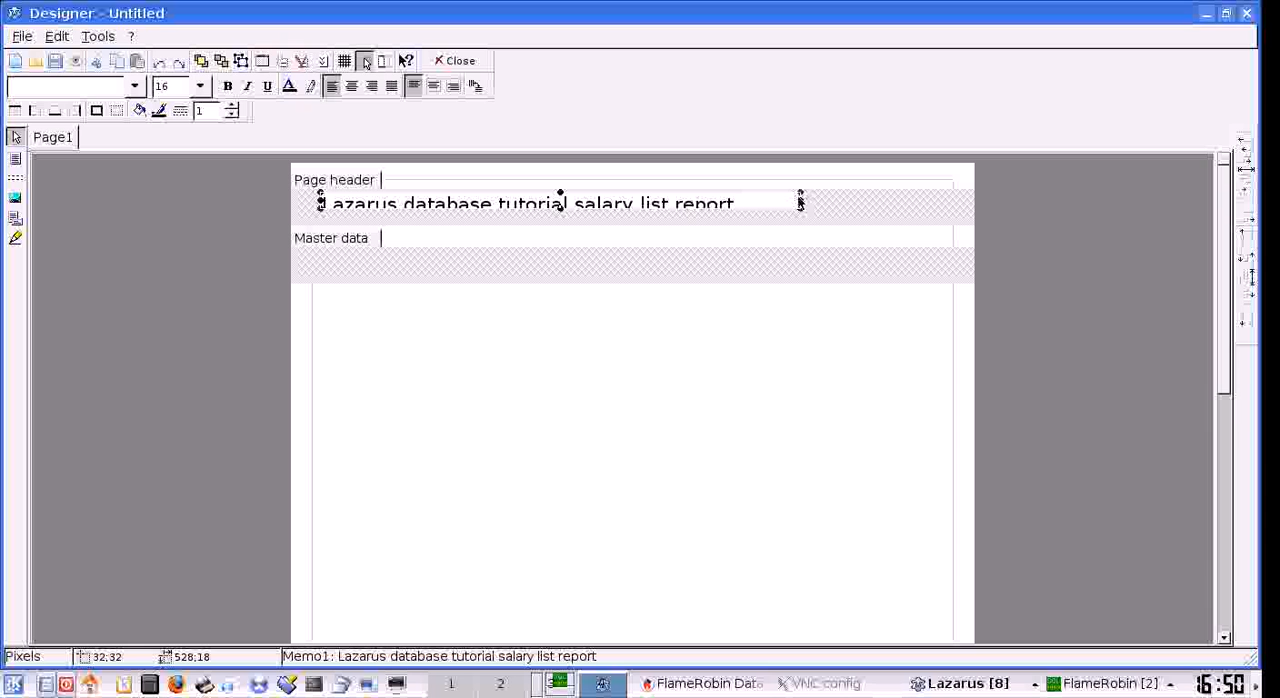 Designer - Untitled
File Edit Tools ?
Close
16 B I U A
1
Page1
Page header
Lazarus database tutorial salary list report
Master data
Pixels 32;32 528;18 Memo1: Lazarus database tutorial salary list report
1 2 FlameRobin Dat VNC config Lazarus [8] FlameRobin [2] 16:50